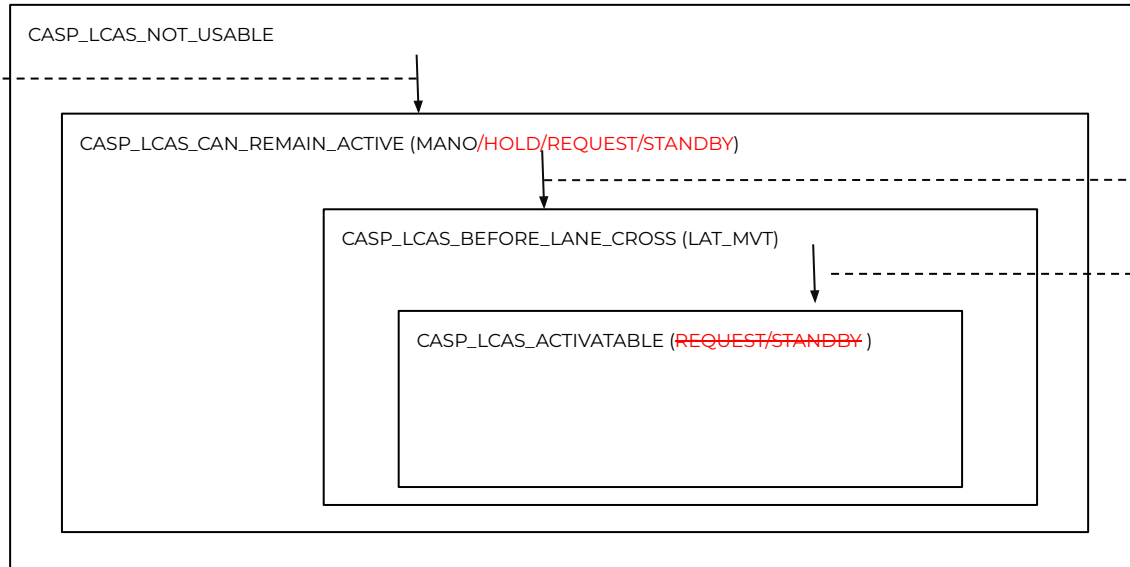 CASP_LCAS_NOT_USABLE
CASP_LCAS_CAN_REMAIN_ACTIVE (MANO/HOLD/REQUEST/STANDBY)
CASP_LCAS_BEFORE_LANE_CROSS (LAT_MVT)
CASP_LCAS_ACTIVATABLE (REQUEST/STANDBY )